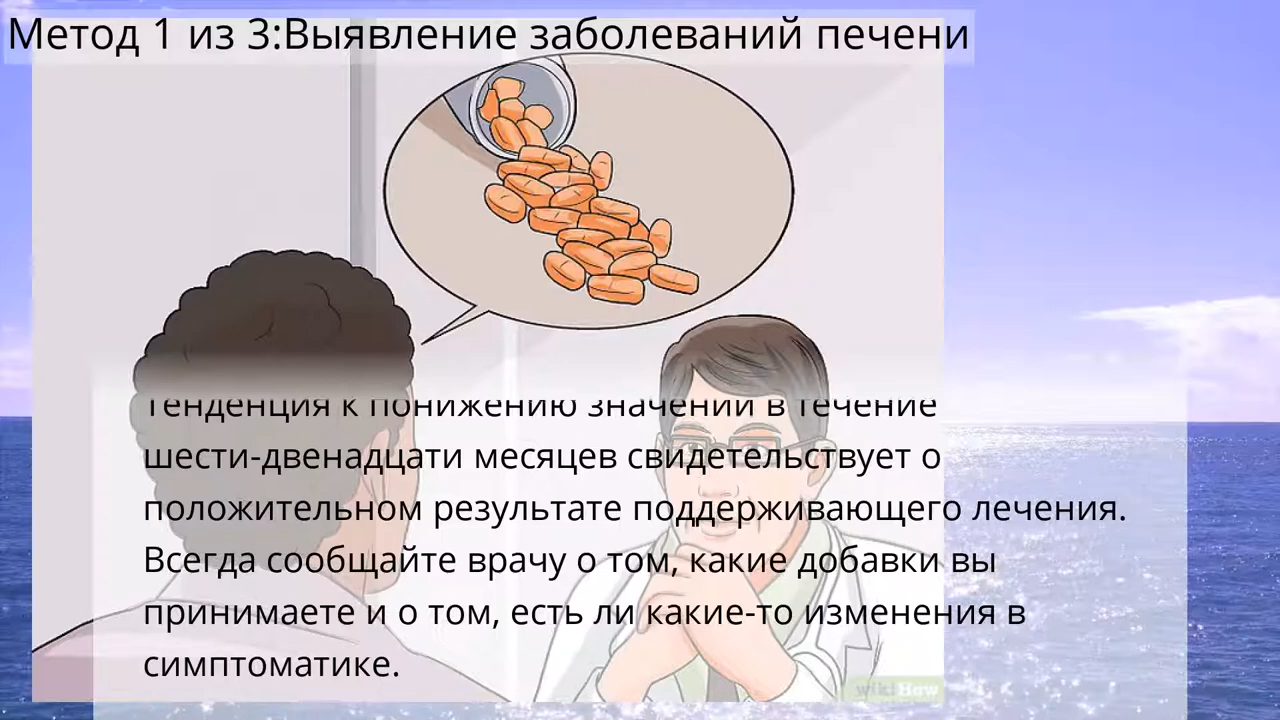 Метод 1 из 3:Выявление заболеваний печени
Тенденция к понижению значений в течение
шести-двенадцати месяцев свидетельствует о
положительном результате поддерживающего лечения.
Всегда сообщайте врачу о том, какие добавки вы
принимаете и о том, есть ли какие-то изменения в
симптоматике.
wikiHow